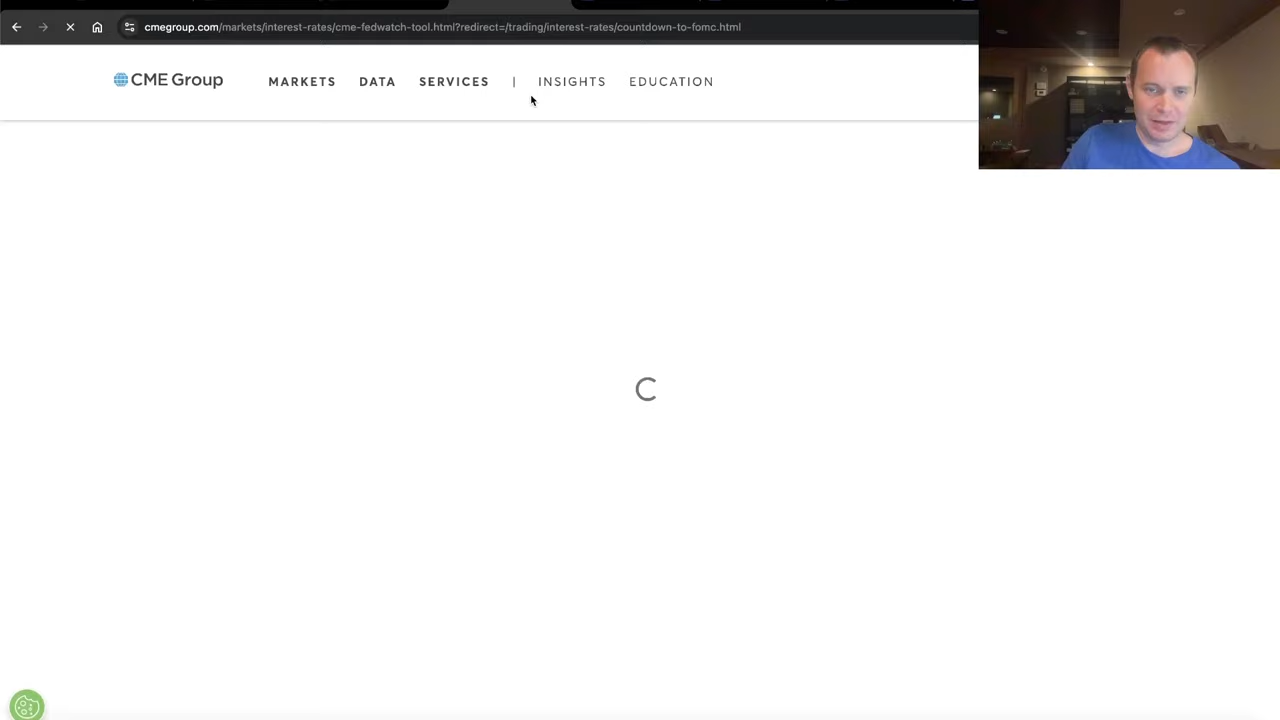 cmegroup.com/markets/interest-rates/cme-fedwatch-tool.html?redirect=/trading/interest-rates/countdown-to-fomc.html
CME Group MARKETS DATA SERVICES | INSIGHTS EDUCATION